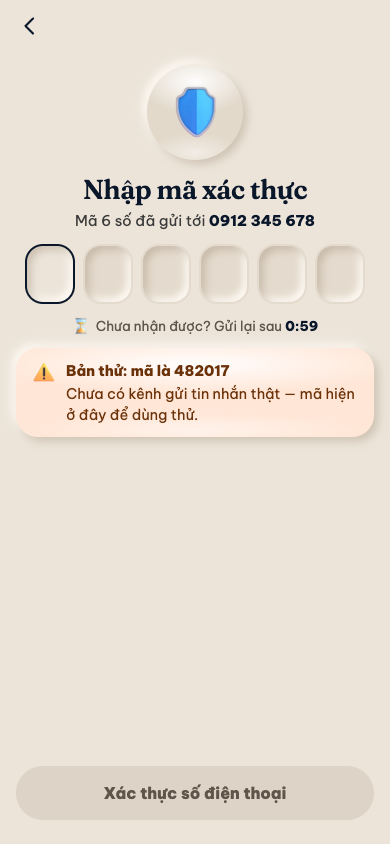 Nhập mã xác thực
Mã 6 số đã gửi tới 0912 345 678
Chưa nhận được? Gửi lại sau 0:59
Bản thử: mã là 482017
Chưa có kênh gửi tin nhắn thật — mã hiện
ở đây để dùng thử.
Xác thực số điện thoại